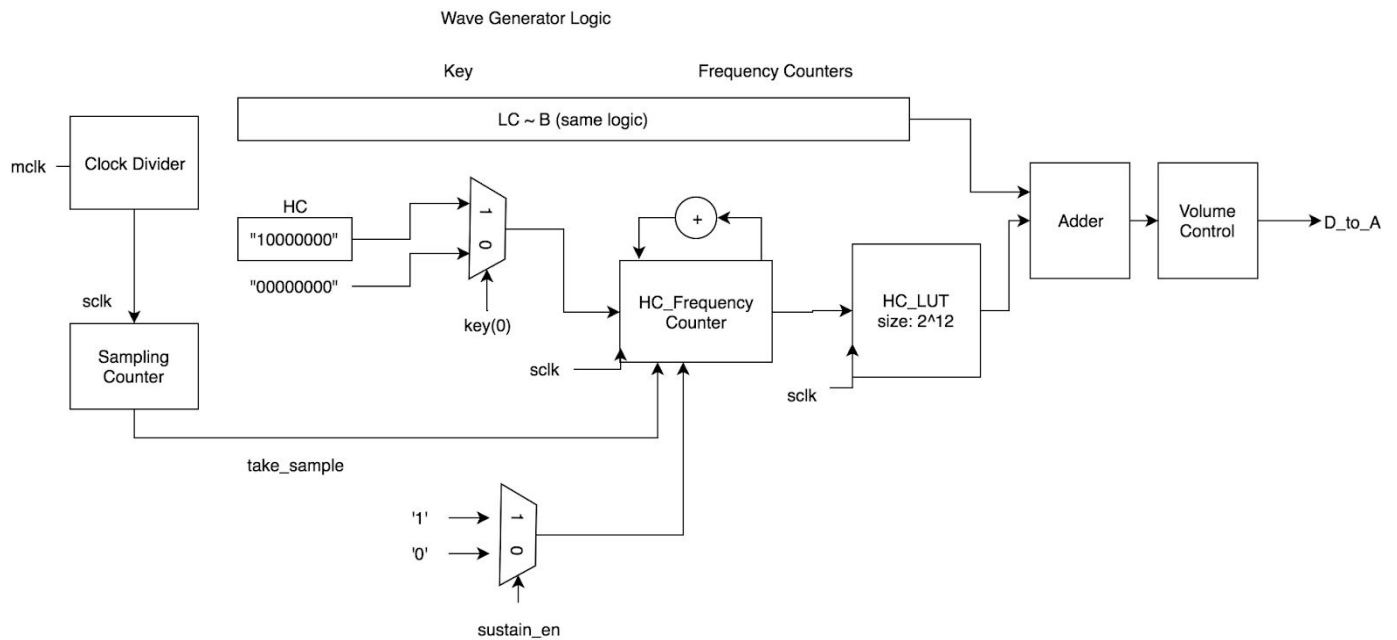 Wave Generator Logic
Key
Frequency Counters
LC ~ B (same logic)
mclk
Clock Divider
HC
"10000000"
1
0
"00000000"
key(0)
+
HC_Frequency
Counter
sclk
HC_LUT
size: 2^12
sclk
Adder
Volume
Control
D_to_A
sclk
Sampling
Counter
take_sample
'1'
'0'
1
0
sustain_en